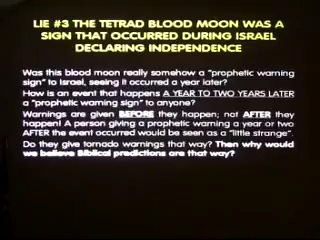 LIE #3 THE TETRAD BLOOD MOON WAS A
SIGN THAT OCCURRED DURING ISRAEL
DECLARING INDEPENDENCE
Was this blood moon really somehow a "prophetic warning
sign" to Israel, seeing it occurred a year later?
How is an event that happens A YEAR TO TWO YEARS LATER
a "prophetic warning sign" to anyone?
Warnings are given BEFORE they happen; not AFTER they
happen! A person giving a prophetic warning a year or two
AFTER the event occurred would be seen as a "little strange".
Do they give tornado warnings that way? Then why would
we believe Biblical predictions are that way?